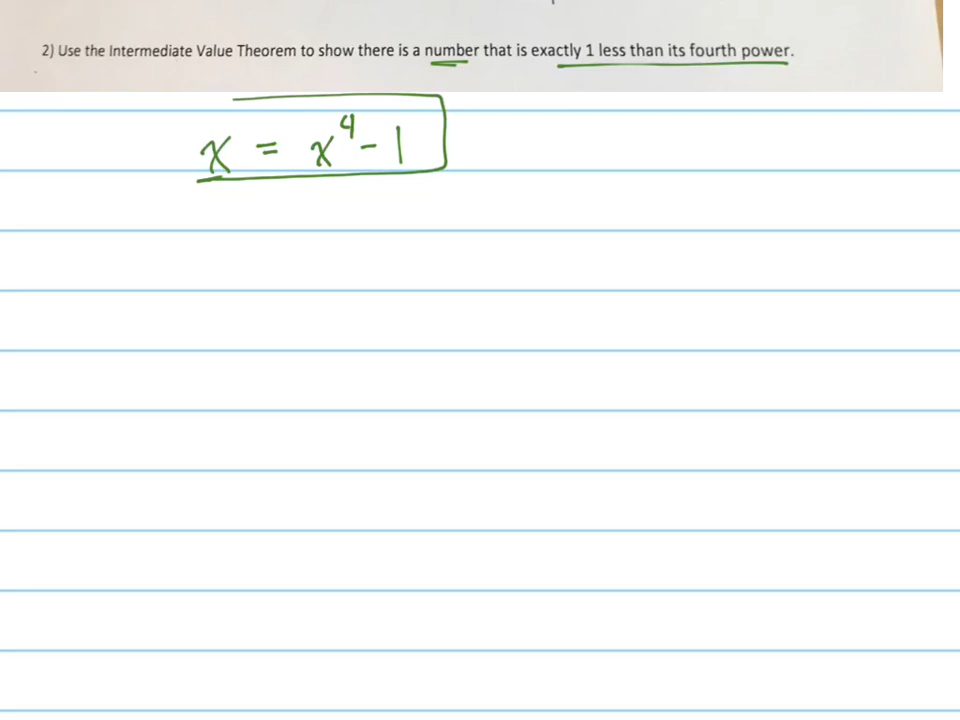 2) Use the Intermediate Value Theorem to show there is a number that is exactly 1 less than its fourth power.
x = x⁴ - 1